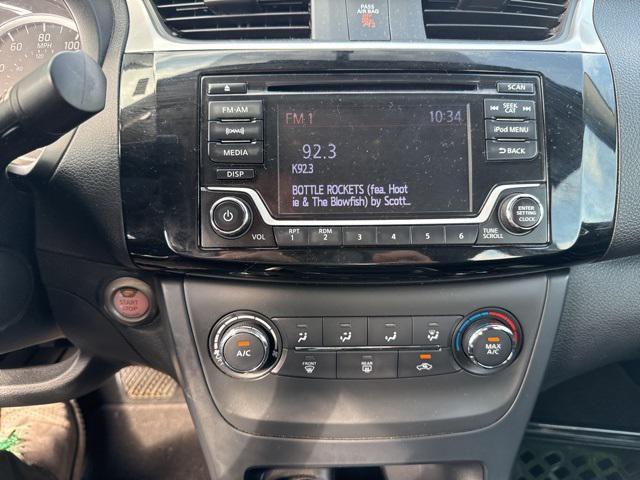 PASS
AIR BAG
80
100
60
MPH
120
SCAN
FM·AM
MEDIA
DISP
VOL
FM 1
10:34
92.3
K92.3
BOTTLE ROCKETS (fea. Hoot
ie & The Blowfish) by Scott
SEEK
CAT
iPod MENU
BACK
ENTER
SETTING
CLOCK
RPT
1
RDM
2
3
4
5
6
TUNE
SCROLL
START
STOP
A/C
FRONT
REAR
MAX
A/C